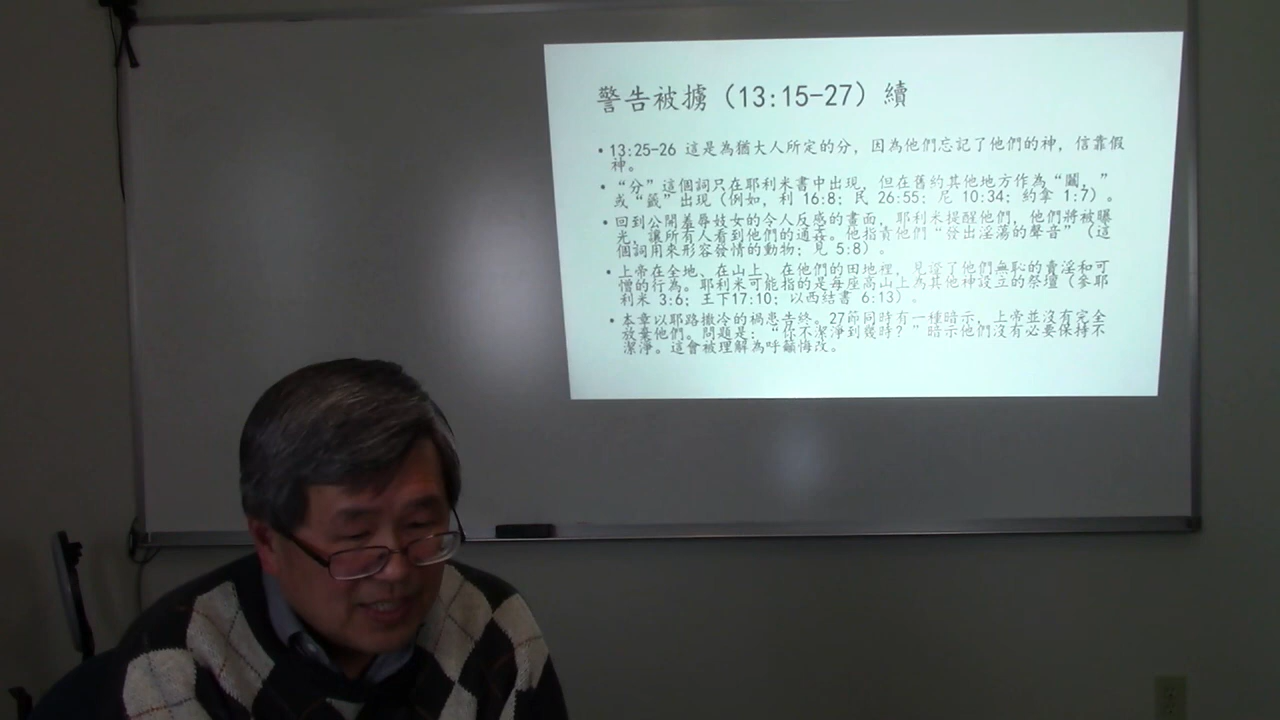 警告被擄（13:15-27）續
• 13:25-26 這是為猶大人所定的分，因為他們忘記了他們的神，信靠假
神。
• “分”這個詞只在耶利米書中出現，但在舊約其他地方作為“鬮，”
或“籤”出現（例如，利 16:8；民 26:55；尼 10:34；約拿 1:7）。
• 回到公開羞辱妓女的令人反感的畫面，耶利米提醒他們，他們將被曝
光，讓所有人看到他們的通姦。他指責他們“發出淫蕩的聲音”（這
個詞用來形容發情的動物；見 5:8）。
• 上帝在全地、在山上、在他們的田地裡，見證了他們無恥的賣淫和可
憎的行為。耶利米可能指的是每座高山上為其他神設立的祭壇（參耶
利米 3:6；王下17:10；以西結書 6:13）。
• 本章以耶路撒冷的禍患告終。27節同時有一種暗示，上帝並沒有完全
放棄他們。問題是：“你不潔淨到幾時？”暗示他們沒有必要保持不
潔淨。這會被理解為呼籲悔改。